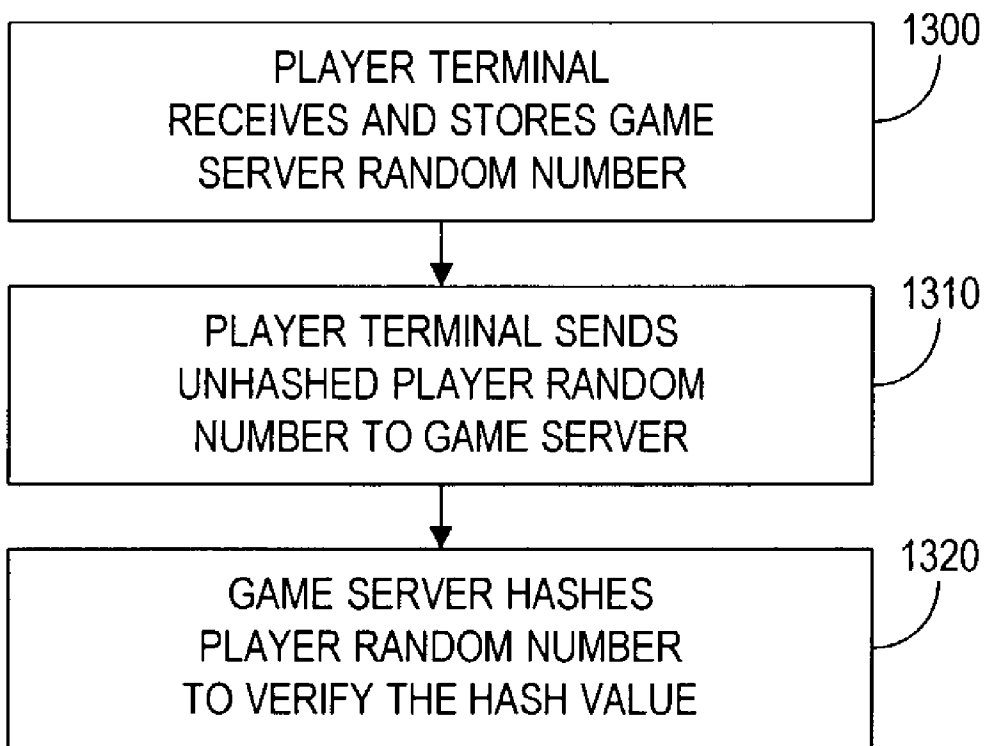 1300
PLAYER TERMINAL
RECEIVES AND STORES GAME
SERVER RANDOM NUMBER
1310
PLAYER TERMINAL SENDS
UNHASHED PLAYER RANDOM
NUMBER TO GAME SERVER
1320
GAME SERVER HASHES
PLAYER RANDOM NUMBER
TO VERIFY THE HASH VALUE